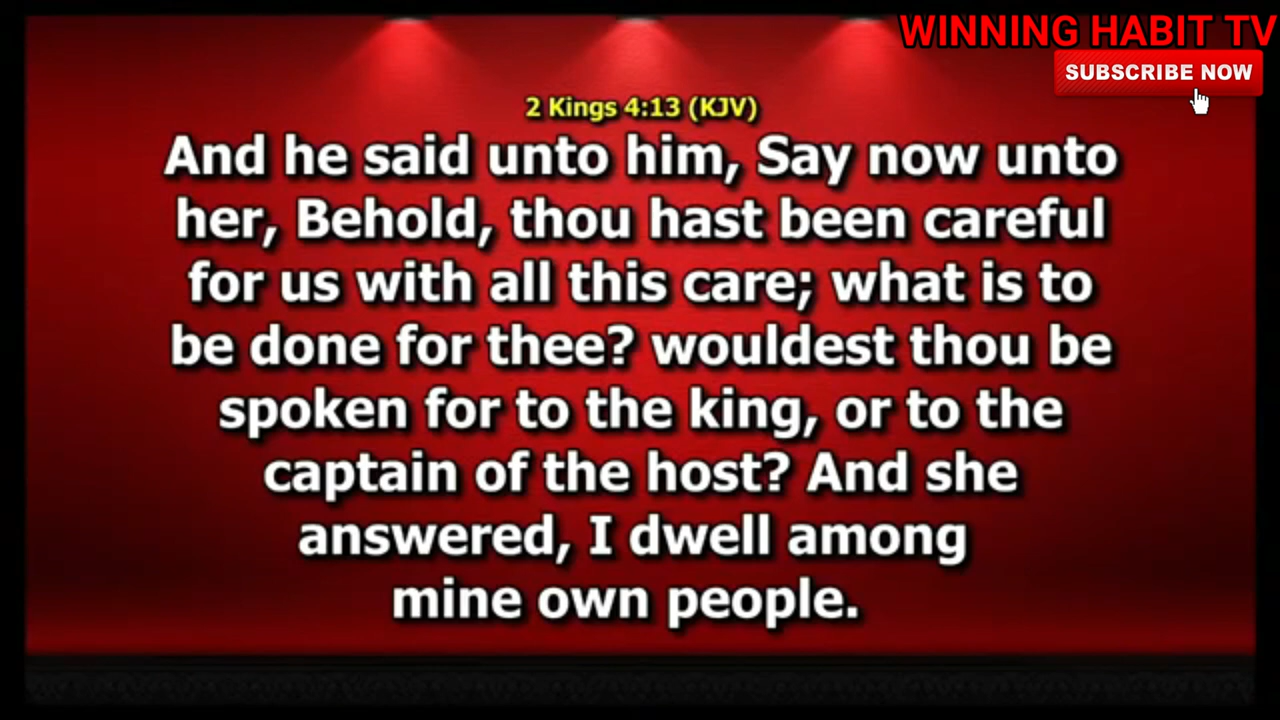 WINNING HABIT TV
SUBSCRIBE NOW
2 Kings 4:13 (KJV)
And he said unto him, Say now unto
her, Behold, thou hast been careful
for us with all this care; what is to
be done for thee? wouldest thou be
spoken for to the king, or to the
captain of the host? And she
answered, I dwell among
mine own people.